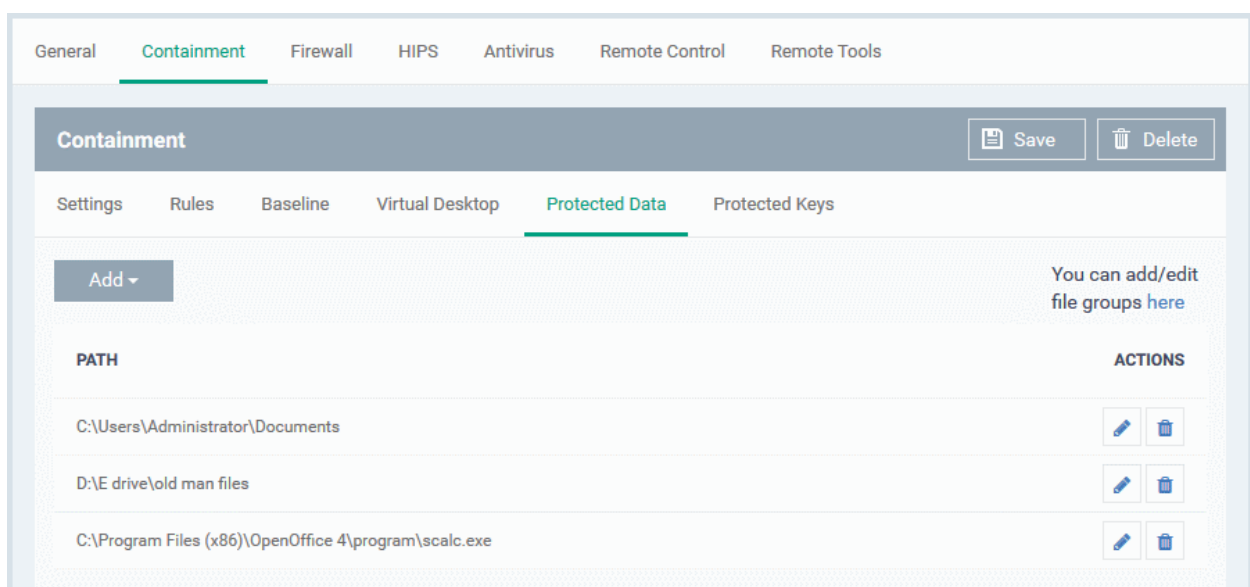 General Containment Firewall HIPS Antivirus Remote Control Remote Tools
Containment Save Delete
Settings Rules Baseline Virtual Desktop Protected Data Protected Keys
Add
You can add/edit
file groups here
PATH ACTIONS
C:\Users\Administrator\Documents
D:\E drive\old man files
C:\Program Files (x86)\OpenOffice 4\program\scalc.exe